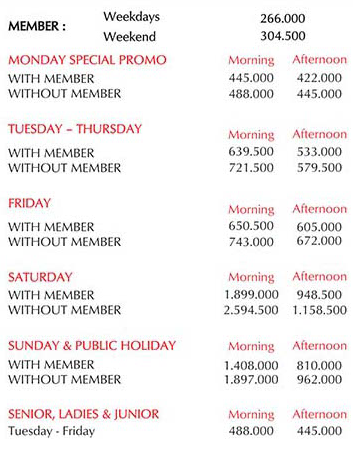 MEMBER : Weekdays 266.000
Weekend 304.500
MONDAY SPECIAL PROMO Morning Afternoon
WITH MEMBER 445.000 422.000
WITHOUT MEMBER 488.000 445.000
TUESDAY – THURSDAY Morning Afternoon
WITH MEMBER 639.500 533.000
WITHOUT MEMBER 721.500 579.500
FRIDAY Morning Afternoon
WITH MEMBER 650.500 605.000
WITHOUT MEMBER 743.000 672.000
SATURDAY Morning Afternoon
WITH MEMBER 1.899.000 948.500
WITHOUT MEMBER 2.594.500 1.158.500
SUNDAY & PUBLIC HOLIDAY Morning Afternoon
WITH MEMBER 1.408.000 810.000
WITHOUT MEMBER 1.897.000 962.000
SENIOR, LADIES & JUNIOR Morning Afternoon
Tuesday - Friday 488.000 445.000